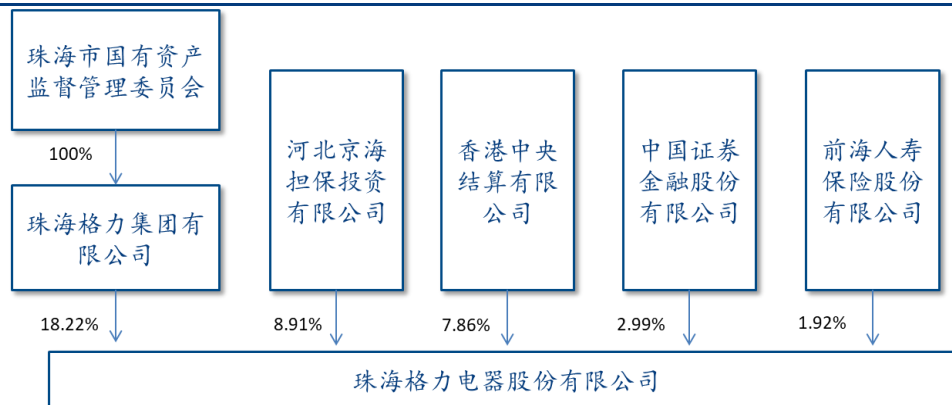 珠海市国有资产
监督管理委员会
100%
珠海格力集团有
限公司
18.22%
河北京海
担保投资
有限公司
8.91%
香港中央
结算有限
公司
7.86%
中国证券
金融股份
有限公司
2.99%
前海人寿
保险股份
有限公司
1.92%
珠海格力电器股份有限公司